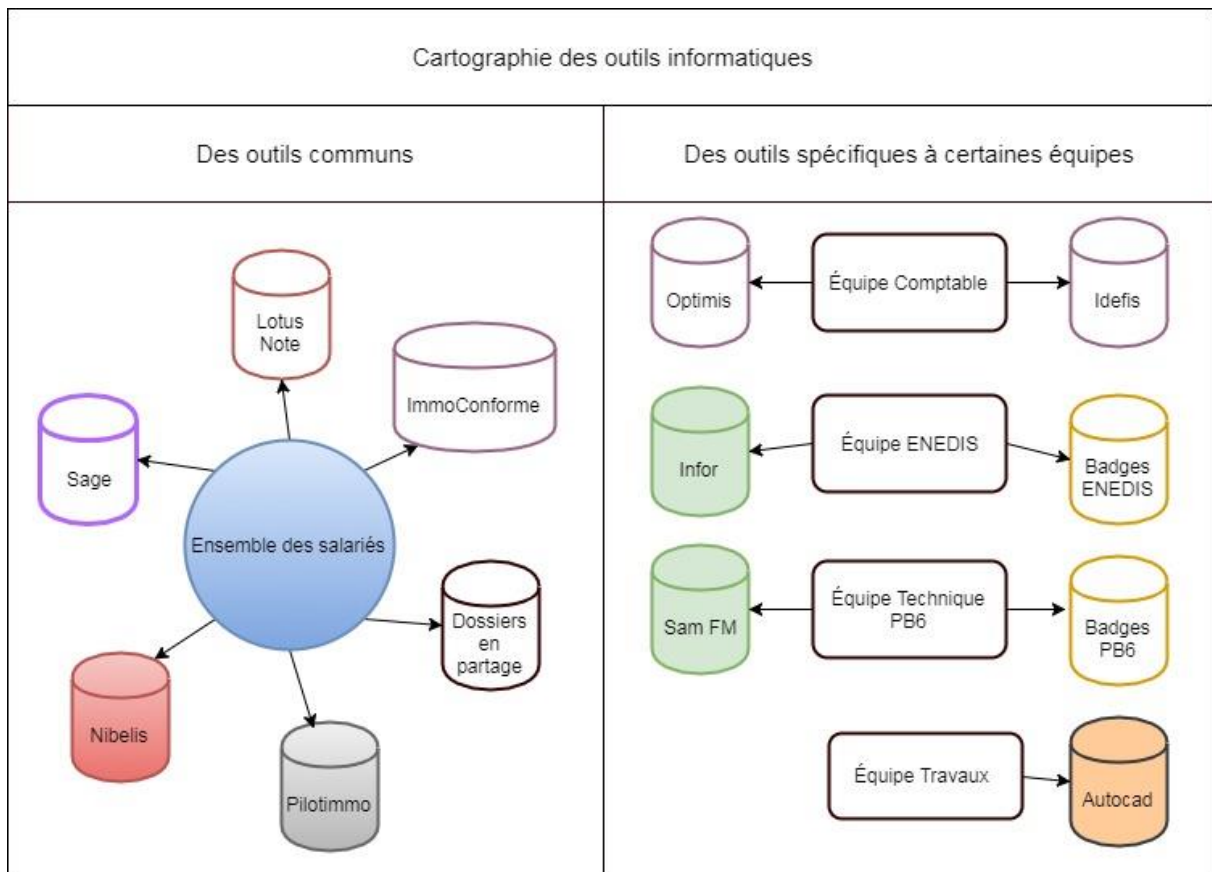 Cartographie des outils informatiques
Des outils communs
Des outils spécifiques à certaines équipes
Lotus
Note
ImmoConforme
Sage
Ensemble des salariés
Dossiers
en
partage
Nibelis
Pilotimmo
Optimis
Équipe Comptable
Idefis
Infor
Équipe ENEDIS
Badges
ENEDIS
Sam FM
Équipe Technique
PB6
Badges
PB6
Équipe Travaux
Autocad